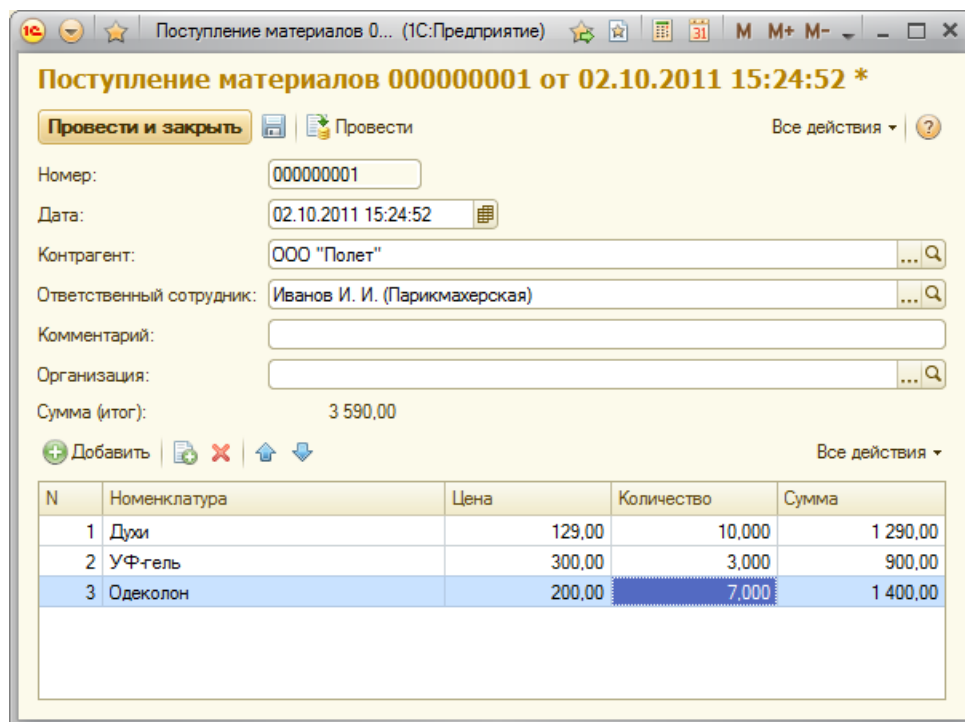 1С Поступление материалов 0... (1С:Предприятие) 31 M M+ M-
Поступление материалов 000000001 от 02.10.2011 15:24:52 *
Провести и закрыть Провести Все действия ?
Номер: 000000001
Дата: 02.10.2011 15:24:52
Контрагент: ООО "Полет" ...
Ответственный сотрудник: Иванов И. И. (Парикмахерская) ...
Комментарий:
Организация: ...
Сумма (итог): 3 590,00
Добавить Все действия
N Номенклатура Цена Количество Сумма
1 Духи 129,00 10,000 1 290,00
2 УФ-гель 300,00 3,000 900,00
3 Одеколон 200,00 7,000 1 400,00